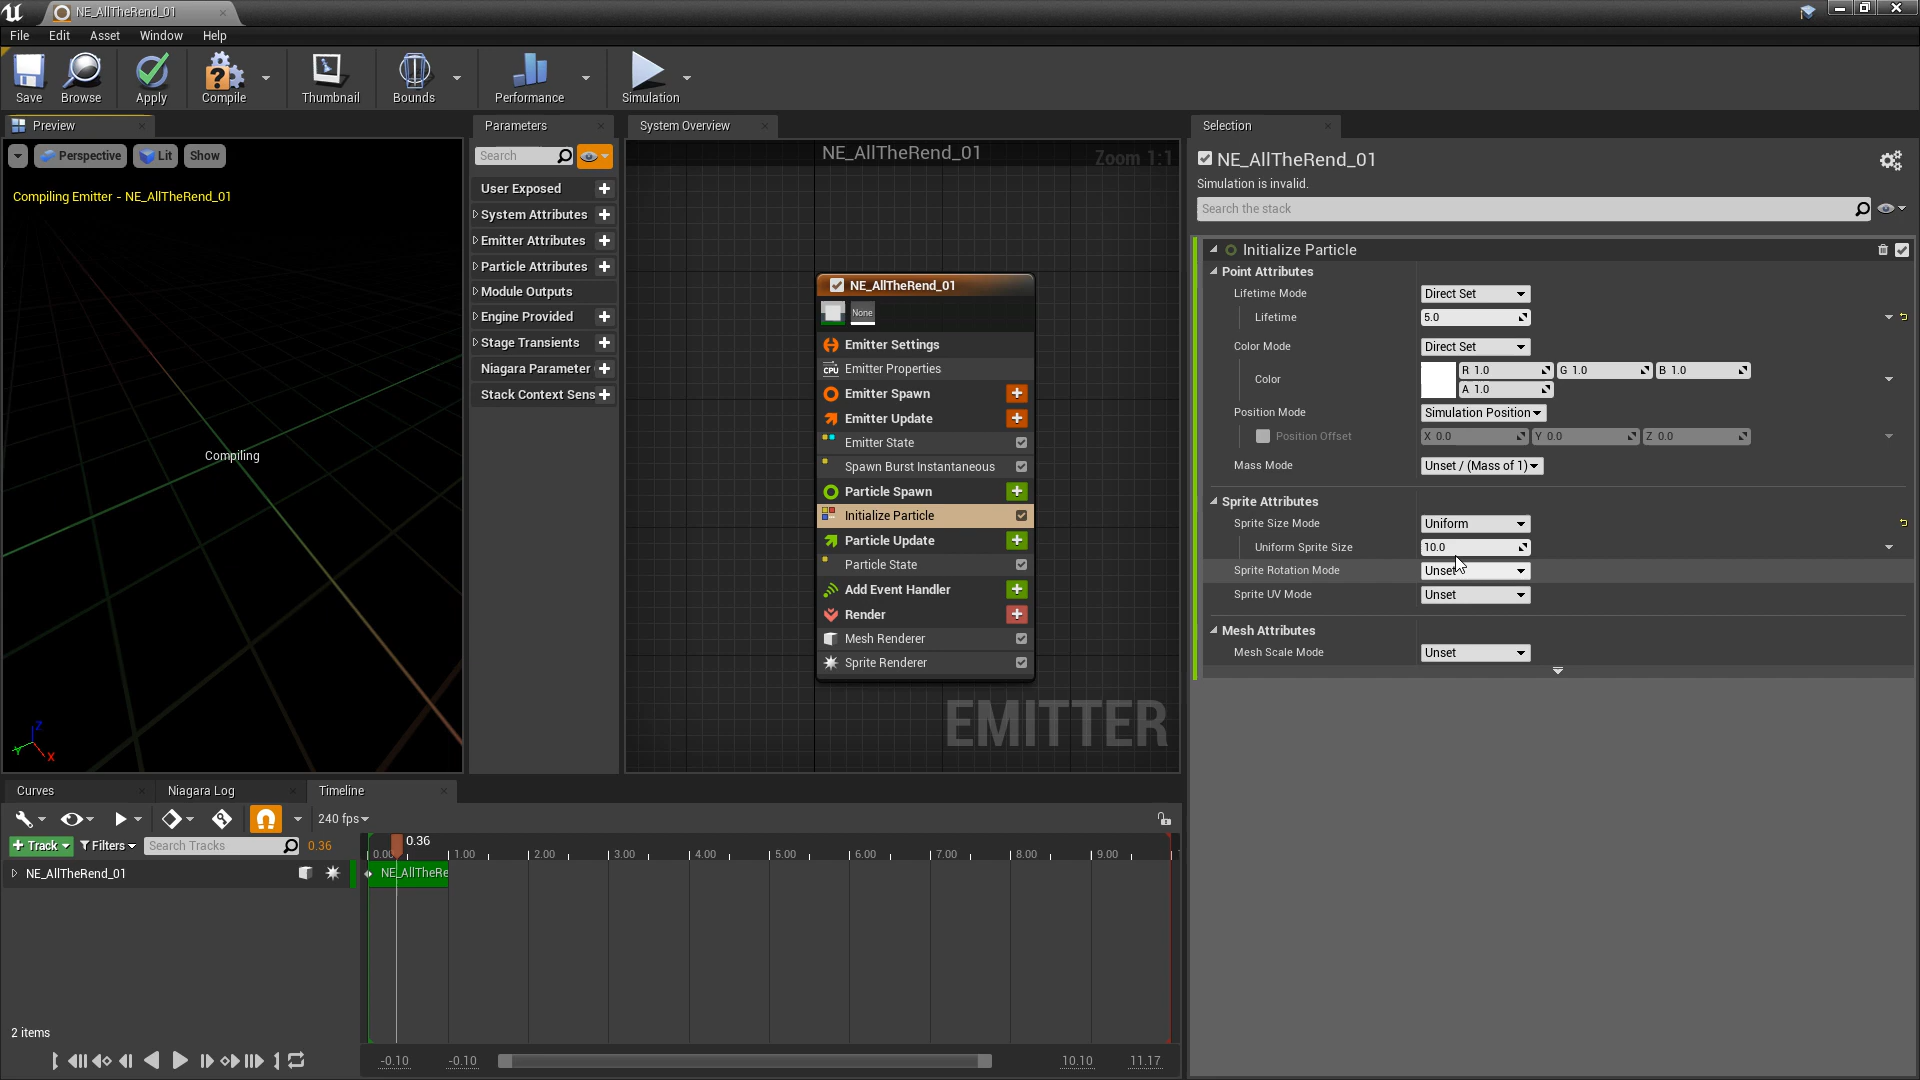 NE_AllTheRend_01
File Edit Asset Window Help
Save Browse Apply Compile Thumbnail Bounds Performance Simulation
Preview
Perspective Lit Show
Compiling Emitter - NE_AllTheRend_01
Compiling
Z
Y
X
Parameters
Search
User Exposed
System Attributes
Emitter Attributes
Particle Attributes
Module Outputs
Engine Provided
Stage Transients
Niagara Parameter
Stack Context Sens
System Overview
NE_AllTheRend_01
Zoom 1:1
NE_AllTheRend_01
None
Emitter Settings
CPU Emitter Properties
Emitter Spawn
Emitter Update
Emitter State
Spawn Burst Instantaneous
Particle Spawn
Initialize Particle
Particle Update
Particle State
Add Event Handler
Render
Mesh Renderer
Sprite Renderer
EMITTER
Selection
NE_AllTheRend_01
Simulation is invalid.
Search the stack
Initialize Particle
Point Attributes
Lifetime Mode Direct Set
Lifetime 5.0
Color Mode Direct Set
Color R 1.0 G 1.0 B 1.0
A 1.0
Position Mode Simulation Position
Position Offset X 0.0 Y 0.0 Z 0.0
Mass Mode Unset / (Mass of 1)
Sprite Attributes
Sprite Size Mode Uniform
Uniform Sprite Size 10.0
Sprite Rotation Mode Unset
Sprite UV Mode Unset
Mesh Attributes
Mesh Scale Mode Unset
Curves Niagara Log Timeline
240 fps
+ Track Filters Search Tracks 0.36
0.36
0.00 1.00 2.00 3.00 4.00 5.00 6.00 7.00 8.00 9.00
NE_AllTheRend_01
NE_AllTheRe
2 items
-0.10 -0.10 10.10 11.17